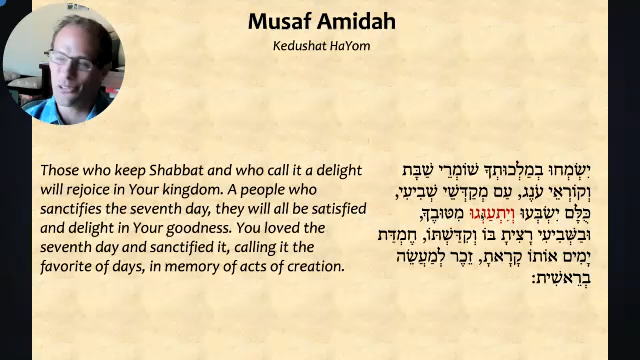 Musaf Amidah
Kedushat HaYom
Those who keep Shabbat and who call it a delight
will rejoice in Your kingdom. A people who
sanctifies the seventh day, they will all be satisfied
and delight in Your goodness. You loved the
seventh day and sanctified it, calling it the
favorite of days, in memory of acts of creation.
יִשְׂמְחוּ בְמַלְכוּתְךָ שׁוֹמְרֵי שַׁבָּת
וְקוֹרְאֵי עֹנֶג, עַם מְקַדְּשֵׁי שְׁבִיעִי,
כֻּלָּם יִשְׂבְּעוּ וְיִתְעַנְּגוּ מִטּוּבֶךָ,
וּבַשְּׁבִיעִי רָצִיתָ בּוֹ וְקִדַּשְׁתּוֹ, חֶמְדַּת
יָמִים אוֹתוֹ קָרָאתָ, זֵכֶר לְמַעֲשֵׂה
בְרֵאשִׁית: